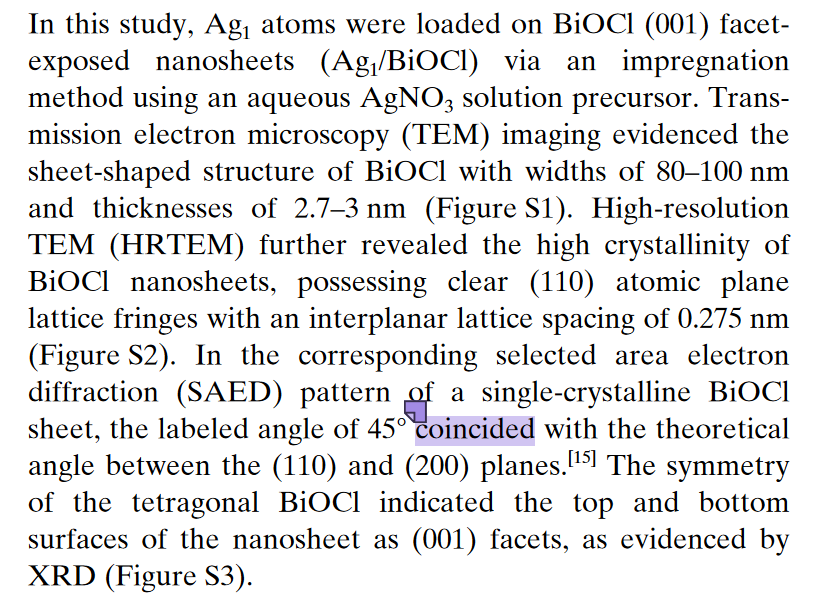 In this study, Ag₁ atoms were loaded on BiOCl (001) facet-
exposed nanosheets (Ag₁/BiOCl) via an impregnation
method using an aqueous AgNO₃ solution precursor. Trans-
mission electron microscopy (TEM) imaging evidenced the
sheet-shaped structure of BiOCl with widths of 80–100 nm
and thicknesses of 2.7–3 nm (Figure S1). High-resolution
TEM (HRTEM) further revealed the high crystallinity of
BiOCl nanosheets, possessing clear (110) atomic plane
lattice fringes with an interplanar lattice spacing of 0.275 nm
(Figure S2). In the corresponding selected area electron
diffraction (SAED) pattern of a single-crystalline BiOCl
sheet, the labeled angle of 45° coincided with the theoretical
angle between the (110) and (200) planes.[15] The symmetry
of the tetragonal BiOCl indicated the top and bottom
surfaces of the nanosheet as (001) facets, as evidenced by
XRD (Figure S3).